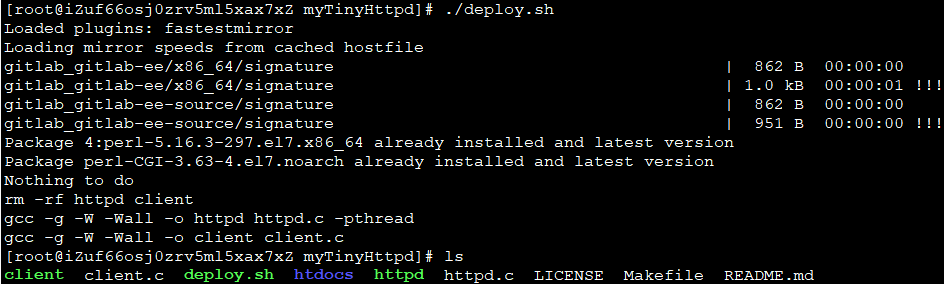 [root@iZuf66osj0zrv5ml5xax7xZ myTinyHttpd]# ./deploy.sh
Loaded plugins: fastestmirror
Loading mirror speeds from cached hostfile
gitlab_gitlab-ee/x86_64/signature | 862 B 00:00:00
gitlab_gitlab-ee/x86_64/signature | 1.0 kB 00:00:01 !!!
gitlab_gitlab-ee-source/signature | 862 B 00:00:00
gitlab_gitlab-ee-source/signature | 951 B 00:00:00 !!!
Package 4:perl-5.16.3-297.el7.x86_64 already installed and latest version
Package perl-CGI-3.63-4.el7.noarch already installed and latest version
Nothing to do
rm -rf httpd client
gcc -g -W -Wall -o httpd httpd.c -pthread
gcc -g -W -Wall -o client client.c
[root@iZuf66osj0zrv5ml5xax7xZ myTinyHttpd]# ls
client client.c deploy.sh htdocs httpd httpd.c LICENSE Makefile README.md